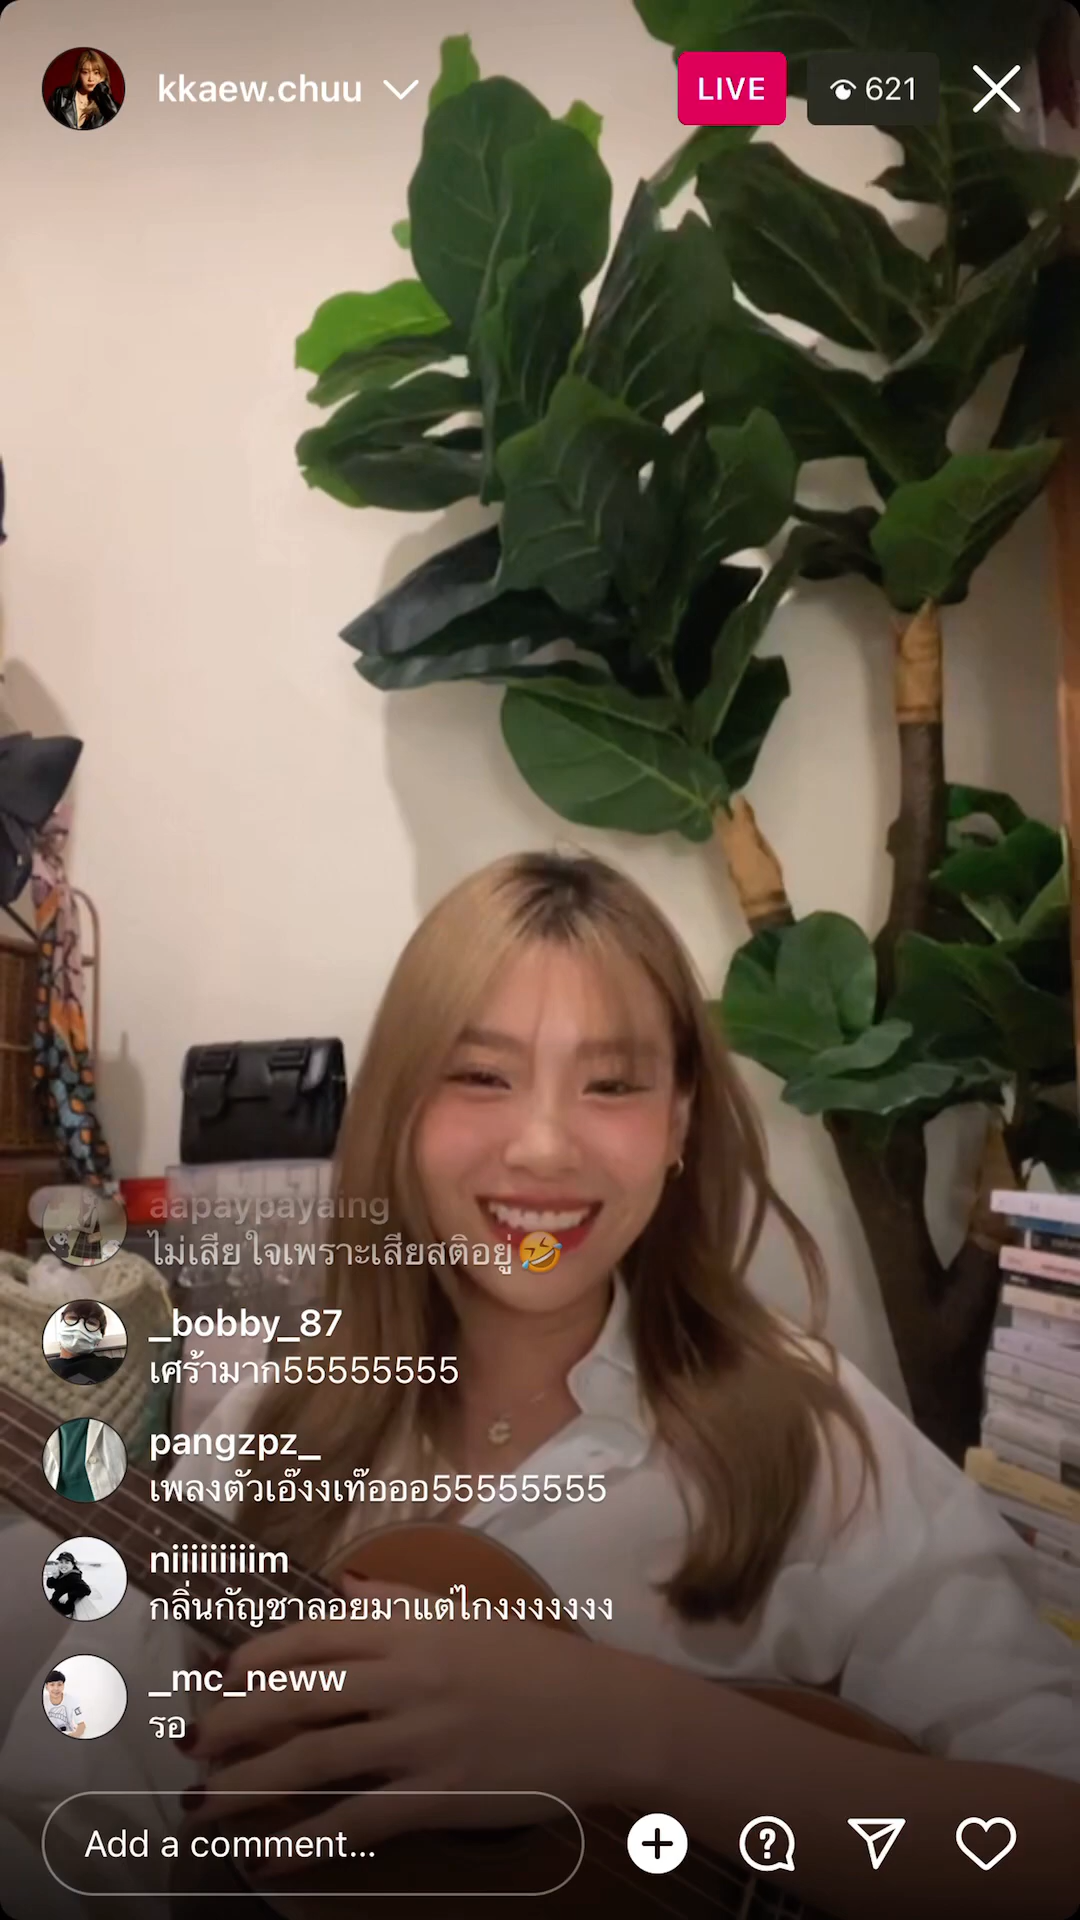 kkaew.chuu
LIVE
621
aapaypayaing
ไม่เสียใจเพราะเสียสติอยู่🤣
_bobby_87
เศร้ามาก55555555
pangzpz_
เพลงตัวเอ๊งงเท๊อออ55555555
niiiiiiiiim
กลิ่นกัญชาลอยมาแต่ไกงงงงงงง
_mc_neww
รอ
Add a comment...